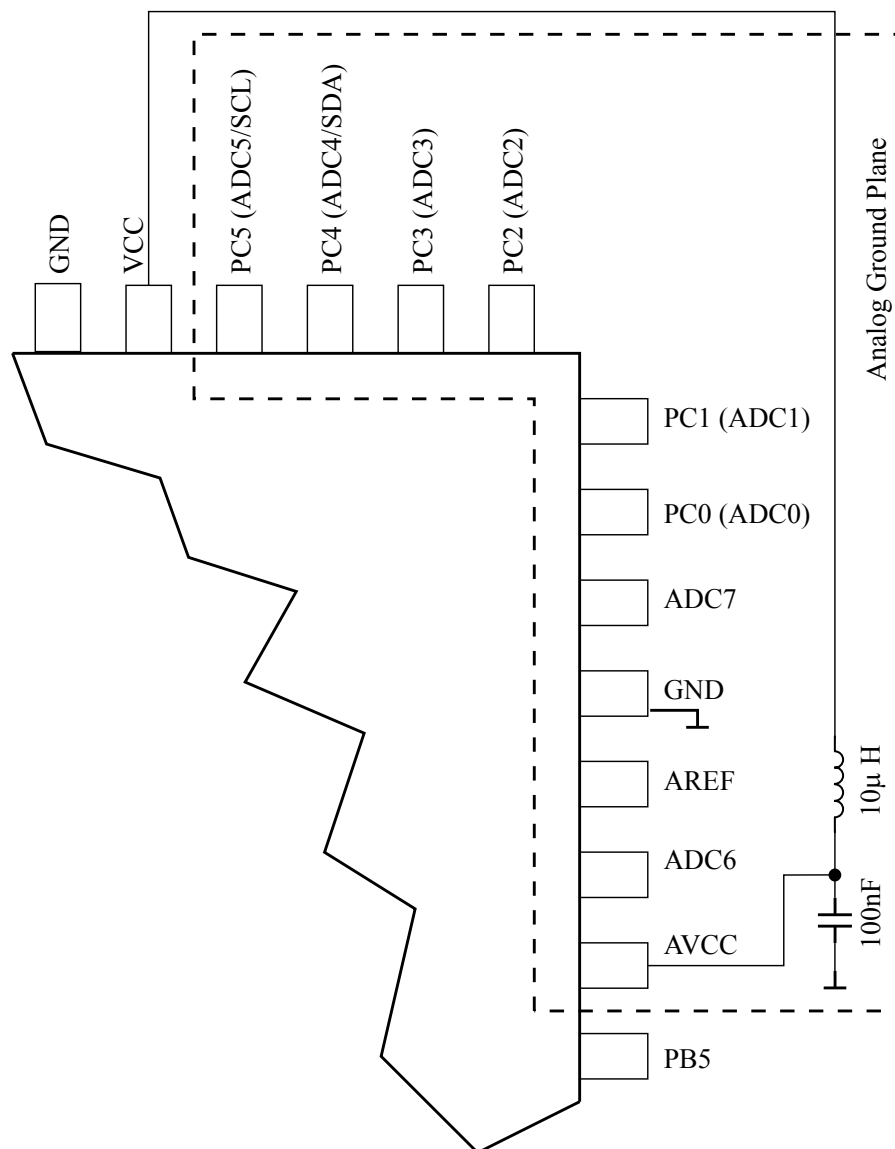 GND
VCC
PC5 (ADC5/SCL)
PC4 (ADC4/SDA)
PC3 (ADC3)
PC2 (ADC2)
Analog Ground Plane
PC1 (ADC1)
PC0 (ADC0)
ADC7
GND
AREF
ADC6
AVCC
PB5
10μ H
100nF